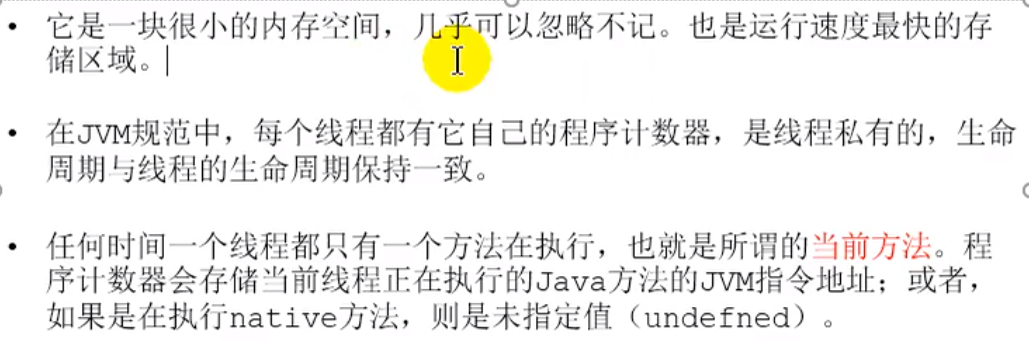 • 它是一块很小的内存空间，几乎可以忽略不记。也是运行速度最快的存
储区域。
• 在JVM规范中，每个线程都有它自己的程序计数器，是线程私有的，生命
周期与线程的生命周期保持一致。
• 任何时间一个线程都只有一个方法在执行，也就是所谓的当前方法。程
序计数器会存储当前线程正在执行的Java方法的JVM指令地址；或者，
如果是在执行native方法，则是未指定值（undefned）。